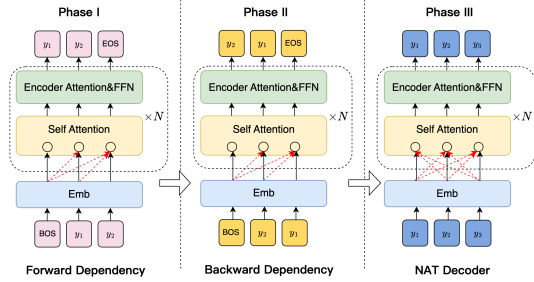 Phase I
Phase II
Phase III
y₁ y₂ EOS
y₂ y₁ EOS
y₁ y₂ y₃
Encoder Attention&FFN
Encoder Attention&FFN
Encoder Attention&FFN
×N
×N
×N
Self Attention
Self Attention
Self Attention
Emb
Emb
Emb
BOS y₁ y₂
BOS y₂ y₁
y₁ y₂ y₃
Forward Dependency
Backward Dependency
NAT Decoder